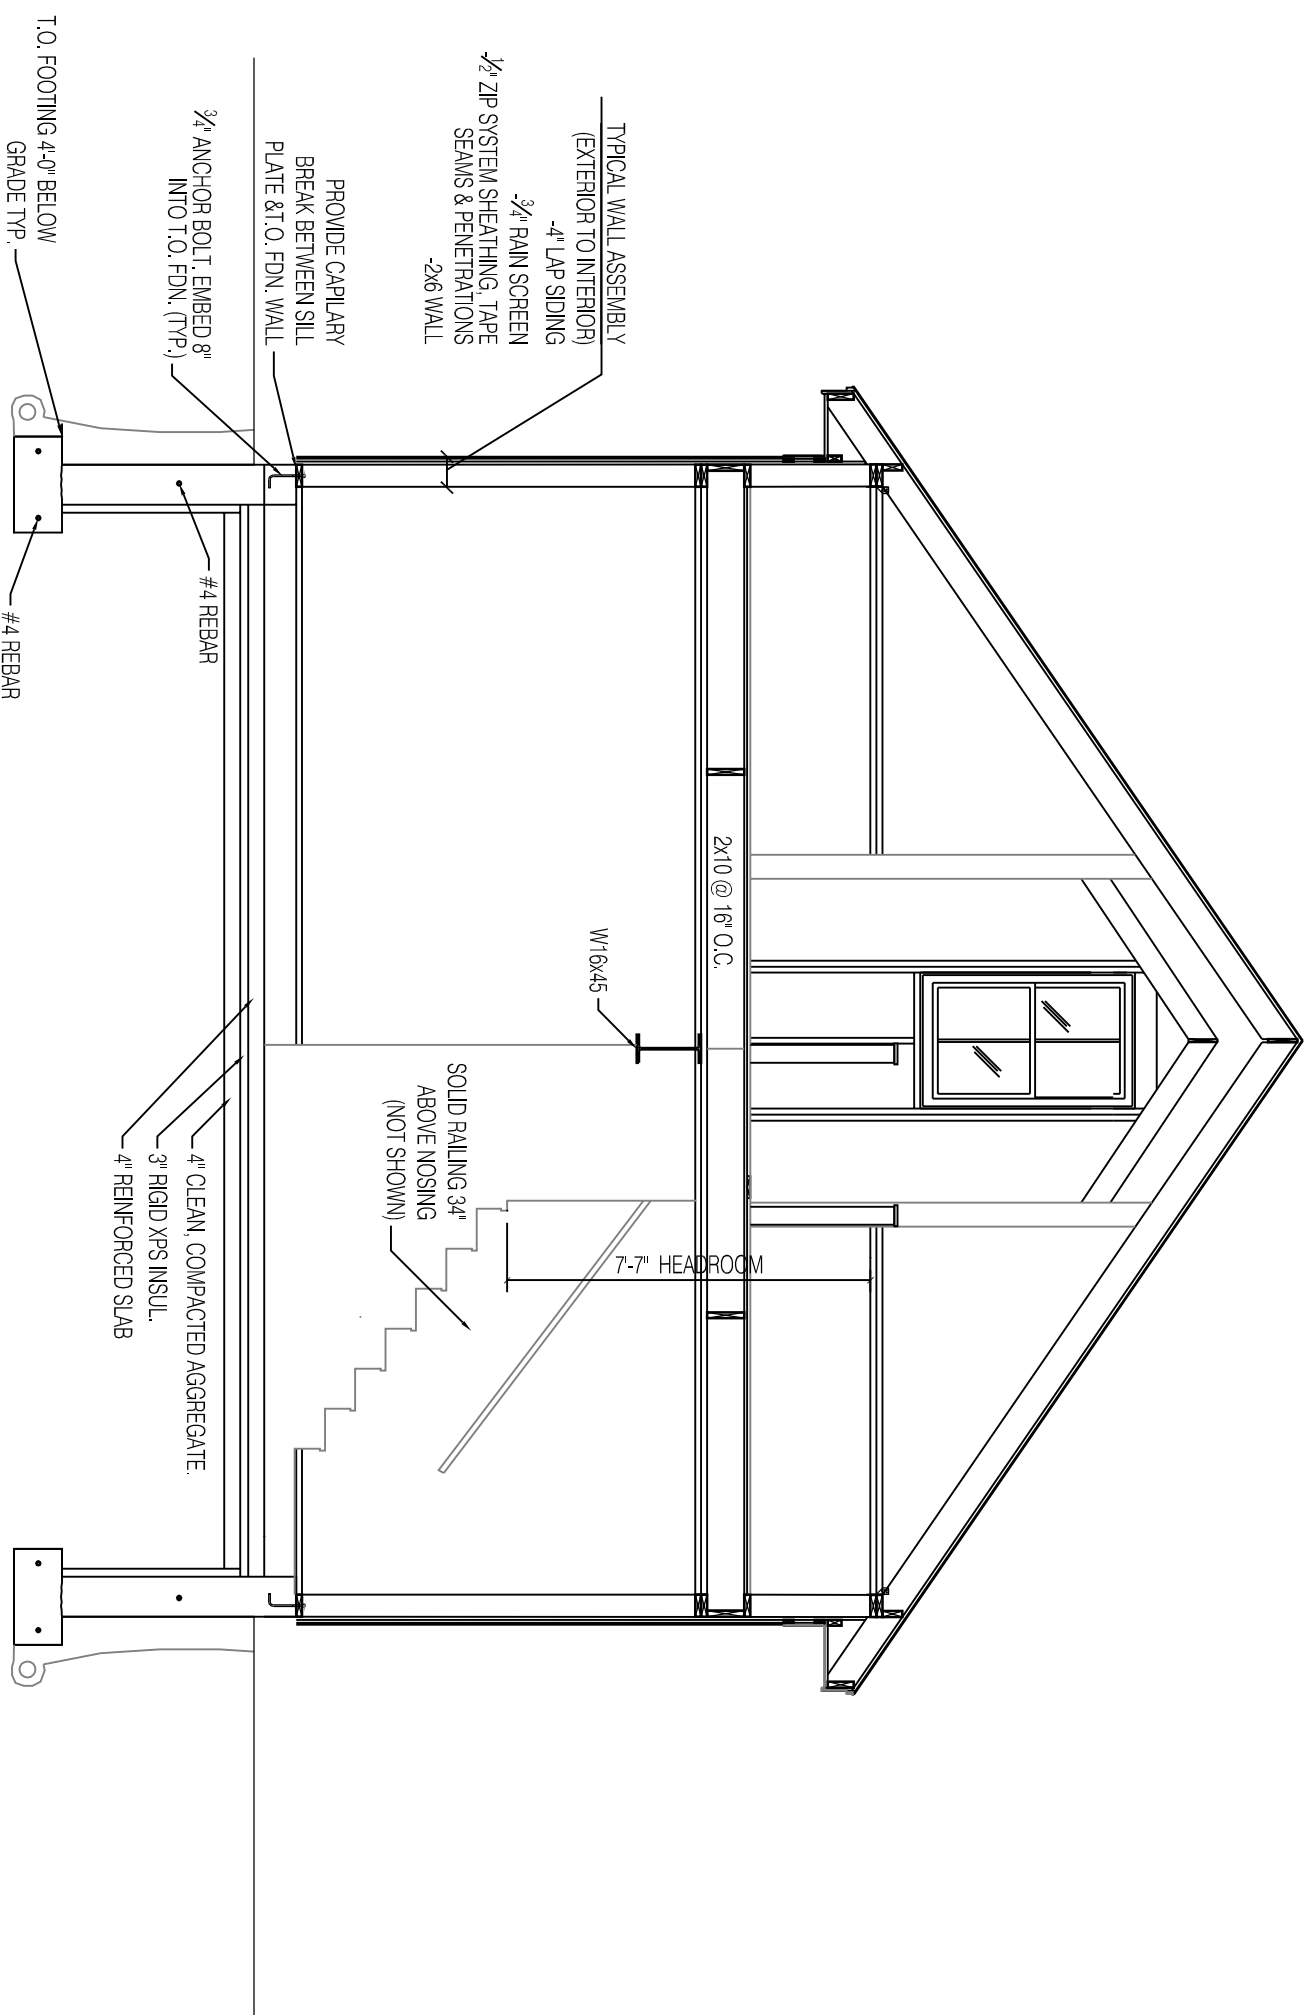 TYPICAL WALL ASSEMBLY
(EXTERIOR TO INTERIOR)
-4" LAP SIDING
-3/4" RAIN SCREEN
-1/2" ZIP SYSTEM SHEATHING, TAPE
SEAMS & PENETRATIONS
-2x6 WALL
PROVIDE CAPILARY
BREAK BETWEEN SILL
PLATE & T.O. FDN. WALL
3/4" ANCHOR BOLT. EMBED 8"
INTO T.O. FDN. (TYP.)
T.O. FOOTING 4'-0" BELOW
GRADE TYP.
#4 REBAR
#4 REBAR
2x10 @ 16" O.C.
W16x45
SOLID RAILING 34"
ABOVE NOSING
(NOT SHOWN)
7'-7" HEADROOM
4" CLEAN, COMPACTED AGGREGATE.
3" RIGID XPS INSUL.
4" REINFORCED SLAB